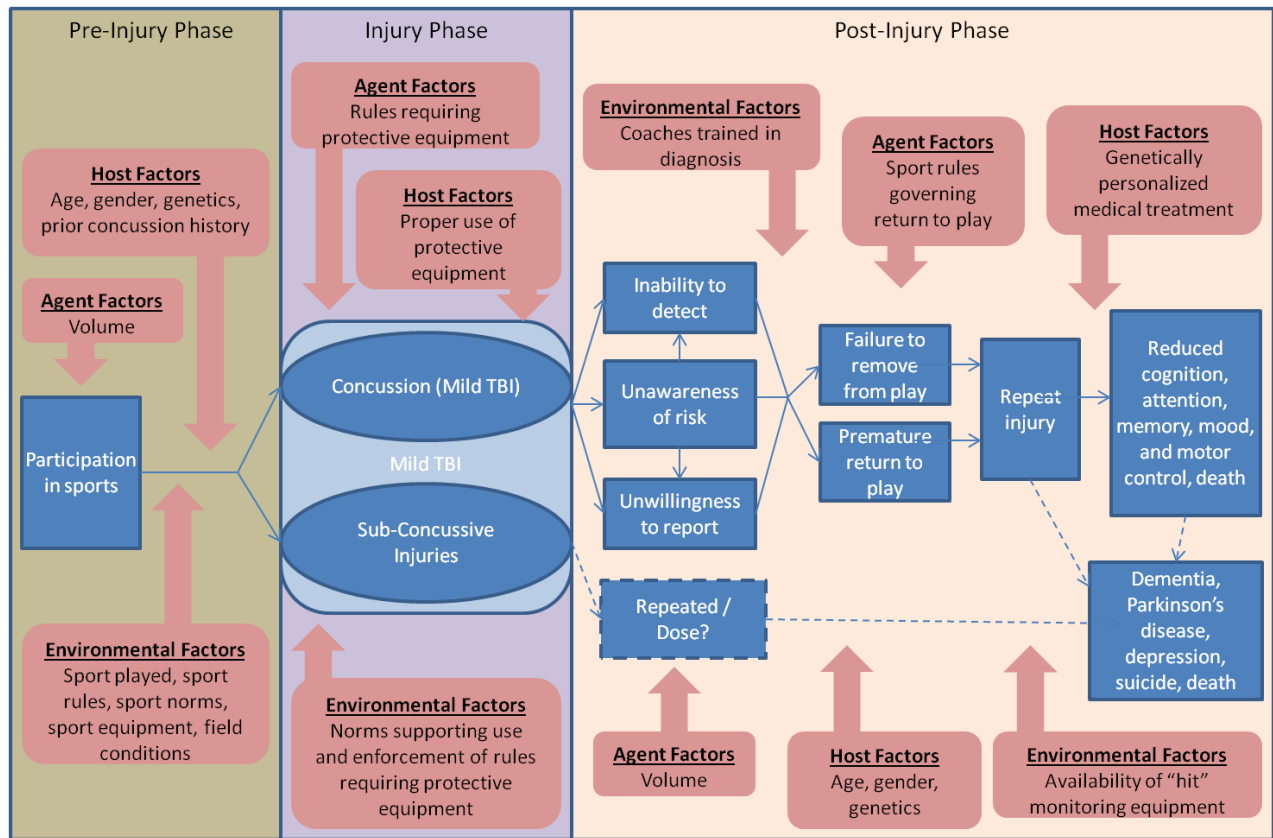 Pre-Injury Phase
Injury Phase
Post-Injury Phase
Host Factors
Age, gender, genetics,
prior concussion history
Agent Factors
Volume
Participation
in sports
Environmental Factors
Sport played, sport
rules, sport norms,
sport equipment, field
conditions
Agent Factors
Rules requiring
protective equipment
Host Factors
Proper use of
protective
equipment
Concussion (Mild TBI)
Mild TBI
Sub-Concussive
Injuries
Environmental Factors
Norms supporting use
and enforcement of rules
requiring protective
equipment
Environmental Factors
Coaches trained in
diagnosis
Agent Factors
Sport rules
governing
return to play
Host Factors
Genetically
personalized
medical treatment
Inability to
detect
Unawareness
of risk
Unwillingness
to report
Failure to
remove
from play
Premature
return to
play
Repeat
injury
Reduced
cognition,
attention,
memory, mood,
and motor
control, death
Repeated /
Dose?
Dementia,
Parkinson's
disease,
depression,
suicide, death
Agent Factors
Volume
Host Factors
Age, gender,
genetics
Environmental Factors
Availability of "hit"
monitoring equipment